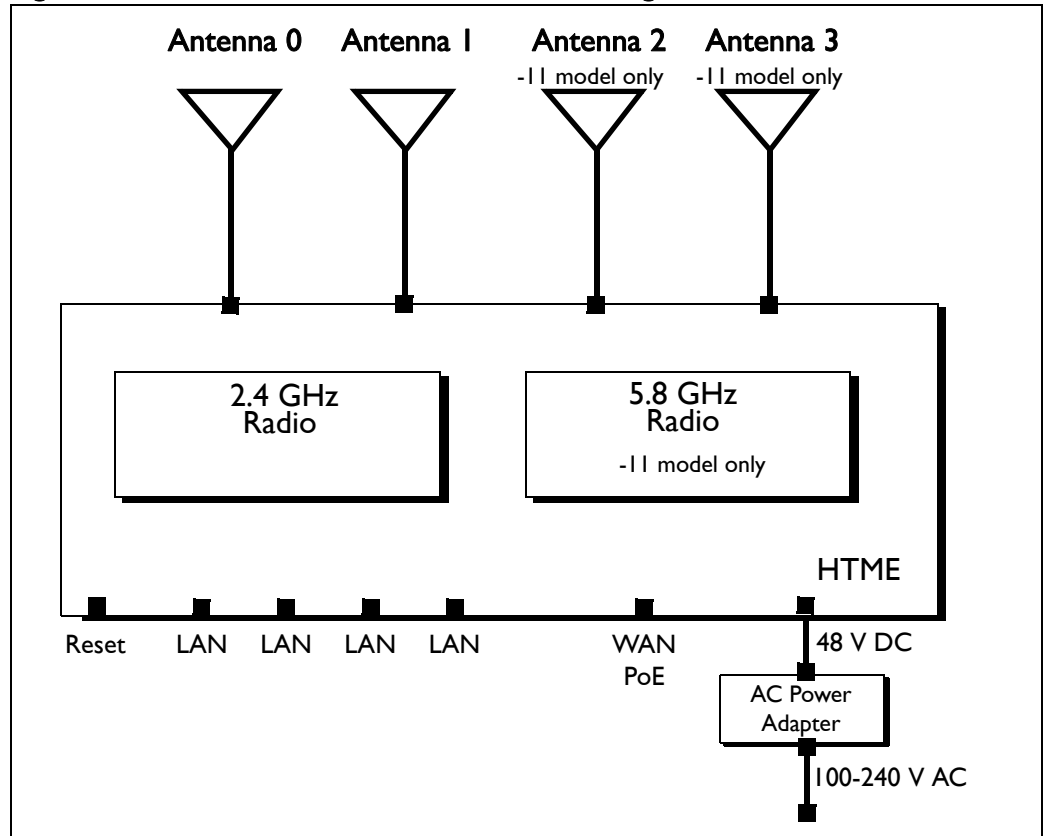 Antenna 0 Antenna 1 Antenna 2 Antenna 3
-11 model only -11 model only
2.4 GHz
Radio
5.8 GHz
Radio
-11 model only
HTME
Reset LAN LAN LAN LAN WAN
PoE
48 V DC
AC Power
Adapter
100-240 V AC